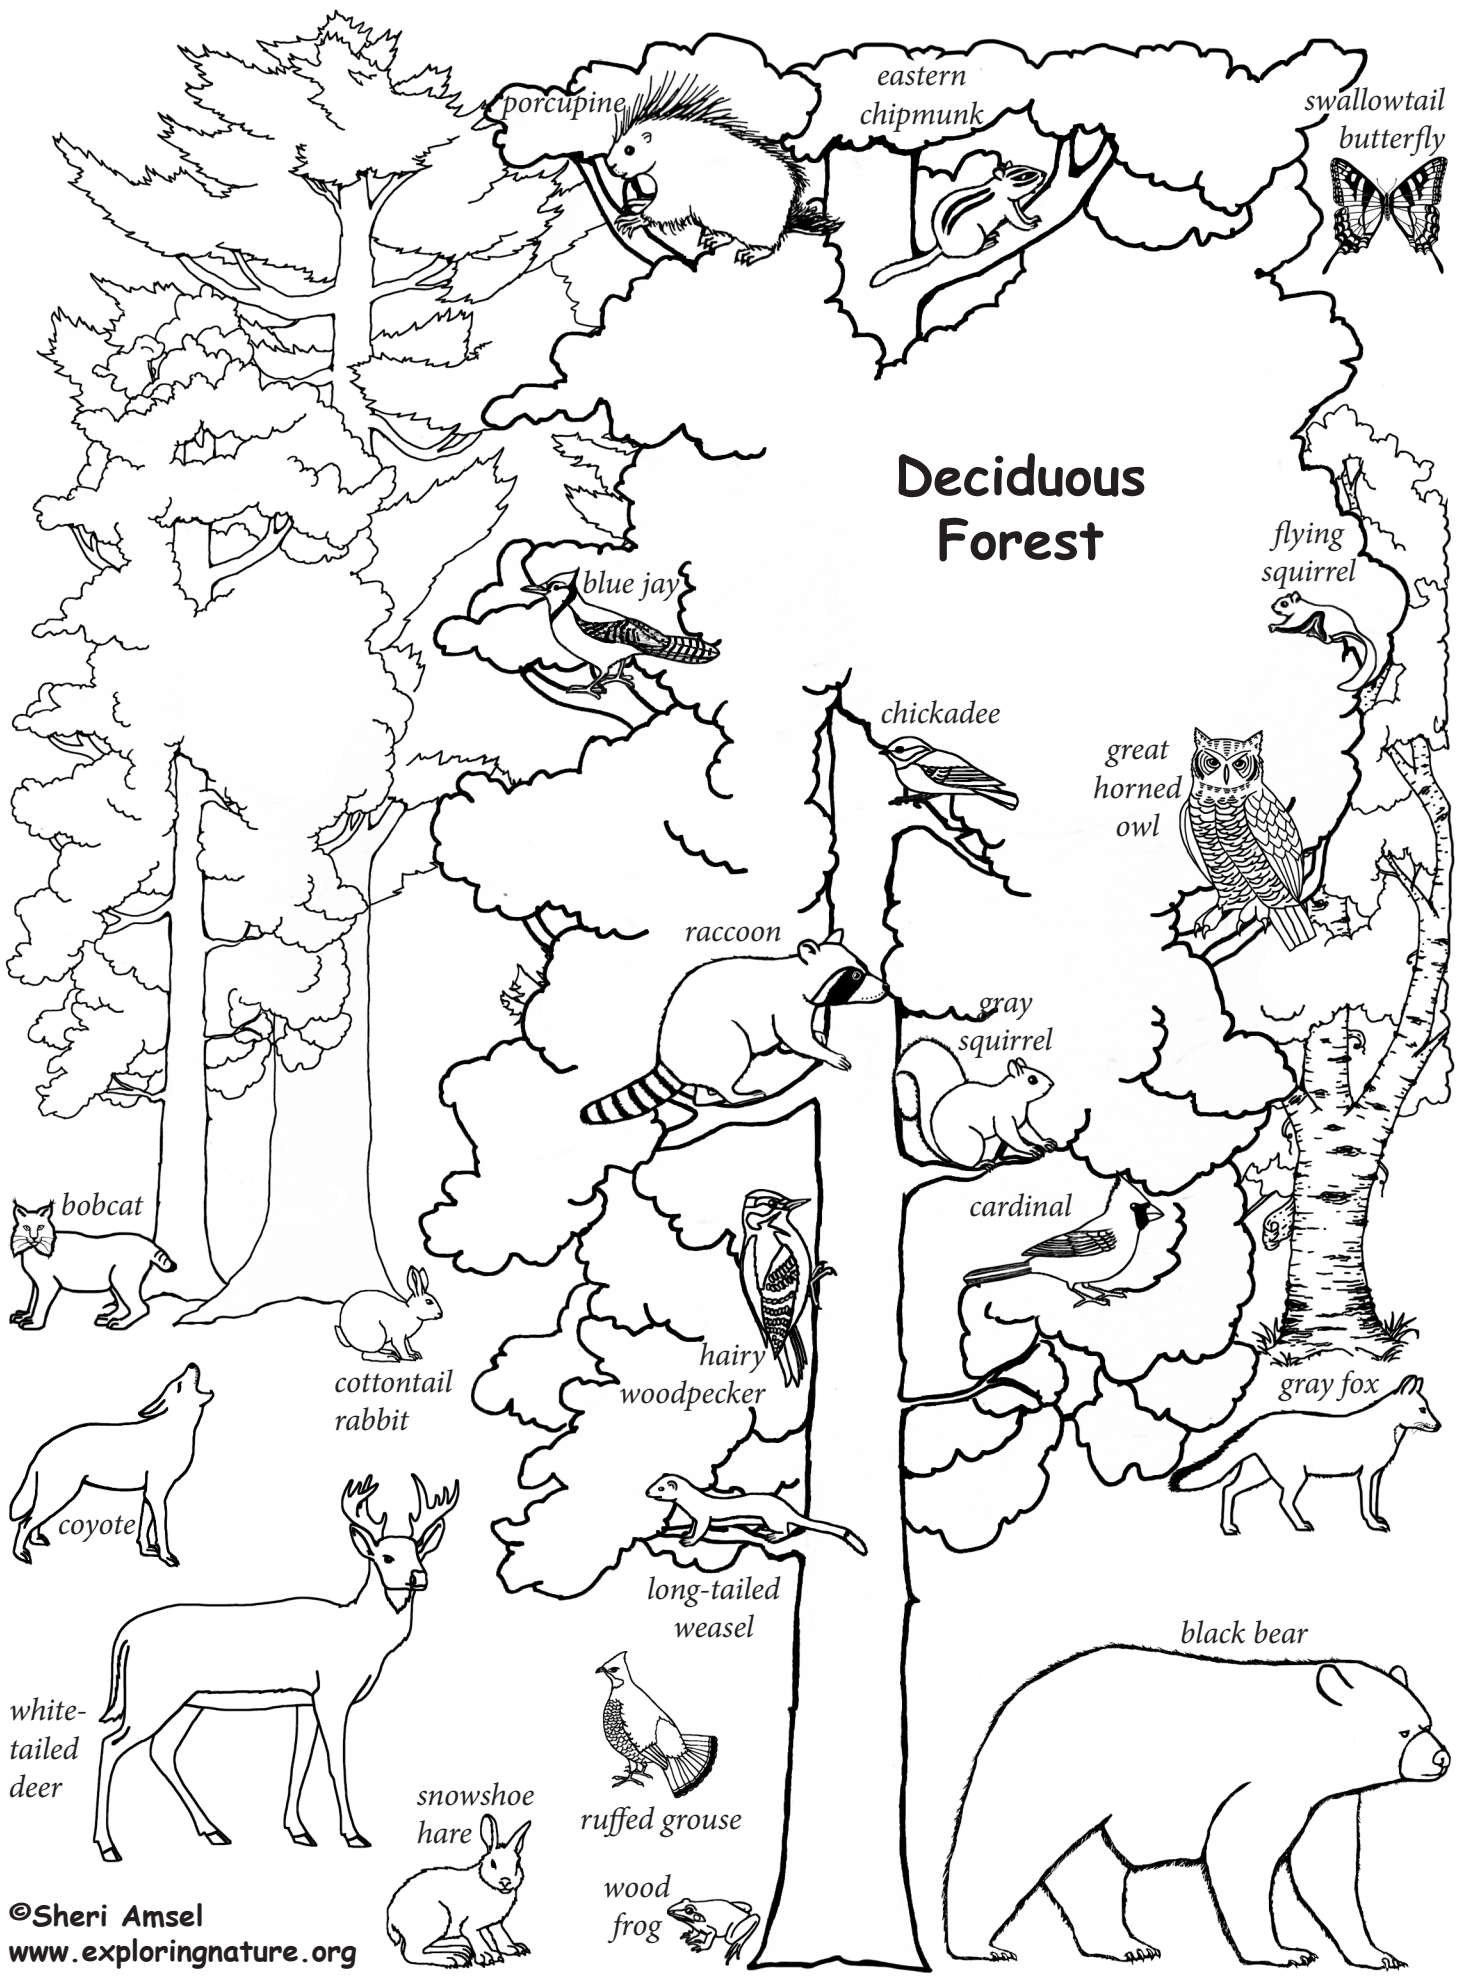 porcupine
eastern
chipmunk
swallowtail
butterfly
Deciduous
Forest
flying
squirrel
blue jay
chickadee
great
horned
owl
raccoon
gray
squirrel
bobcat
cardinal
hairy
woodpecker
cottontail
rabbit
gray fox
coyote
long-tailed
weasel
black bear
white-
tailed
deer
snowshoe
hare
ruffed grouse
wood
frog
©Sheri Amsel
www.exploringnature.org